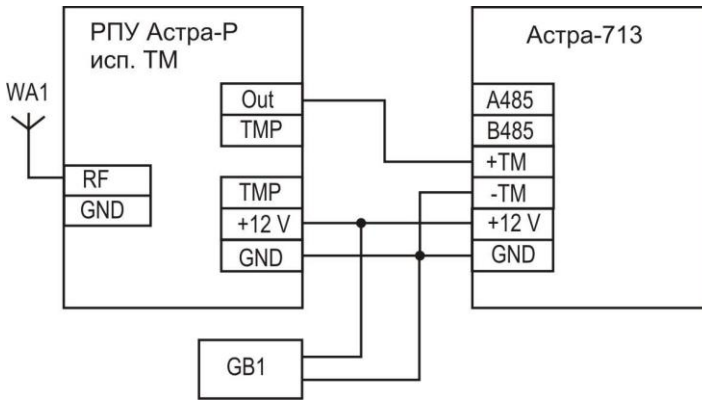 РПУ Астра-Р
исп. ТМ
Астра-713
WA1
Out
TMP
RF
GND
TMP
+12 V
GND
A485
B485
+TM
-TM
+12 V
GND
GB1